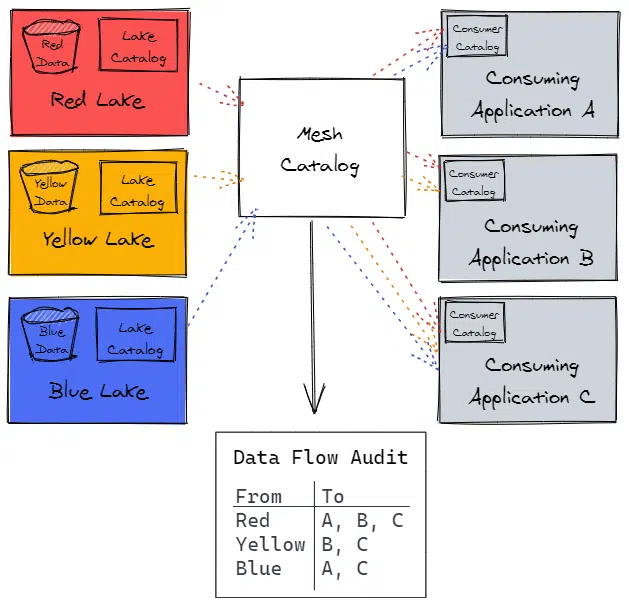 Red
Data
Lake
Catalog
Red Lake
Yellow
Data
Lake
Catalog
Yellow Lake
Blue
Data
Lake
Catalog
Blue Lake
Mesh
Catalog
Consumer
Catalog
Consuming
Application A
Consumer
Catalog
Consuming
Application B
Consumer
Catalog
Consuming
Application C
Data Flow Audit
From To
Red A, B, C
Yellow B, C
Blue A, C